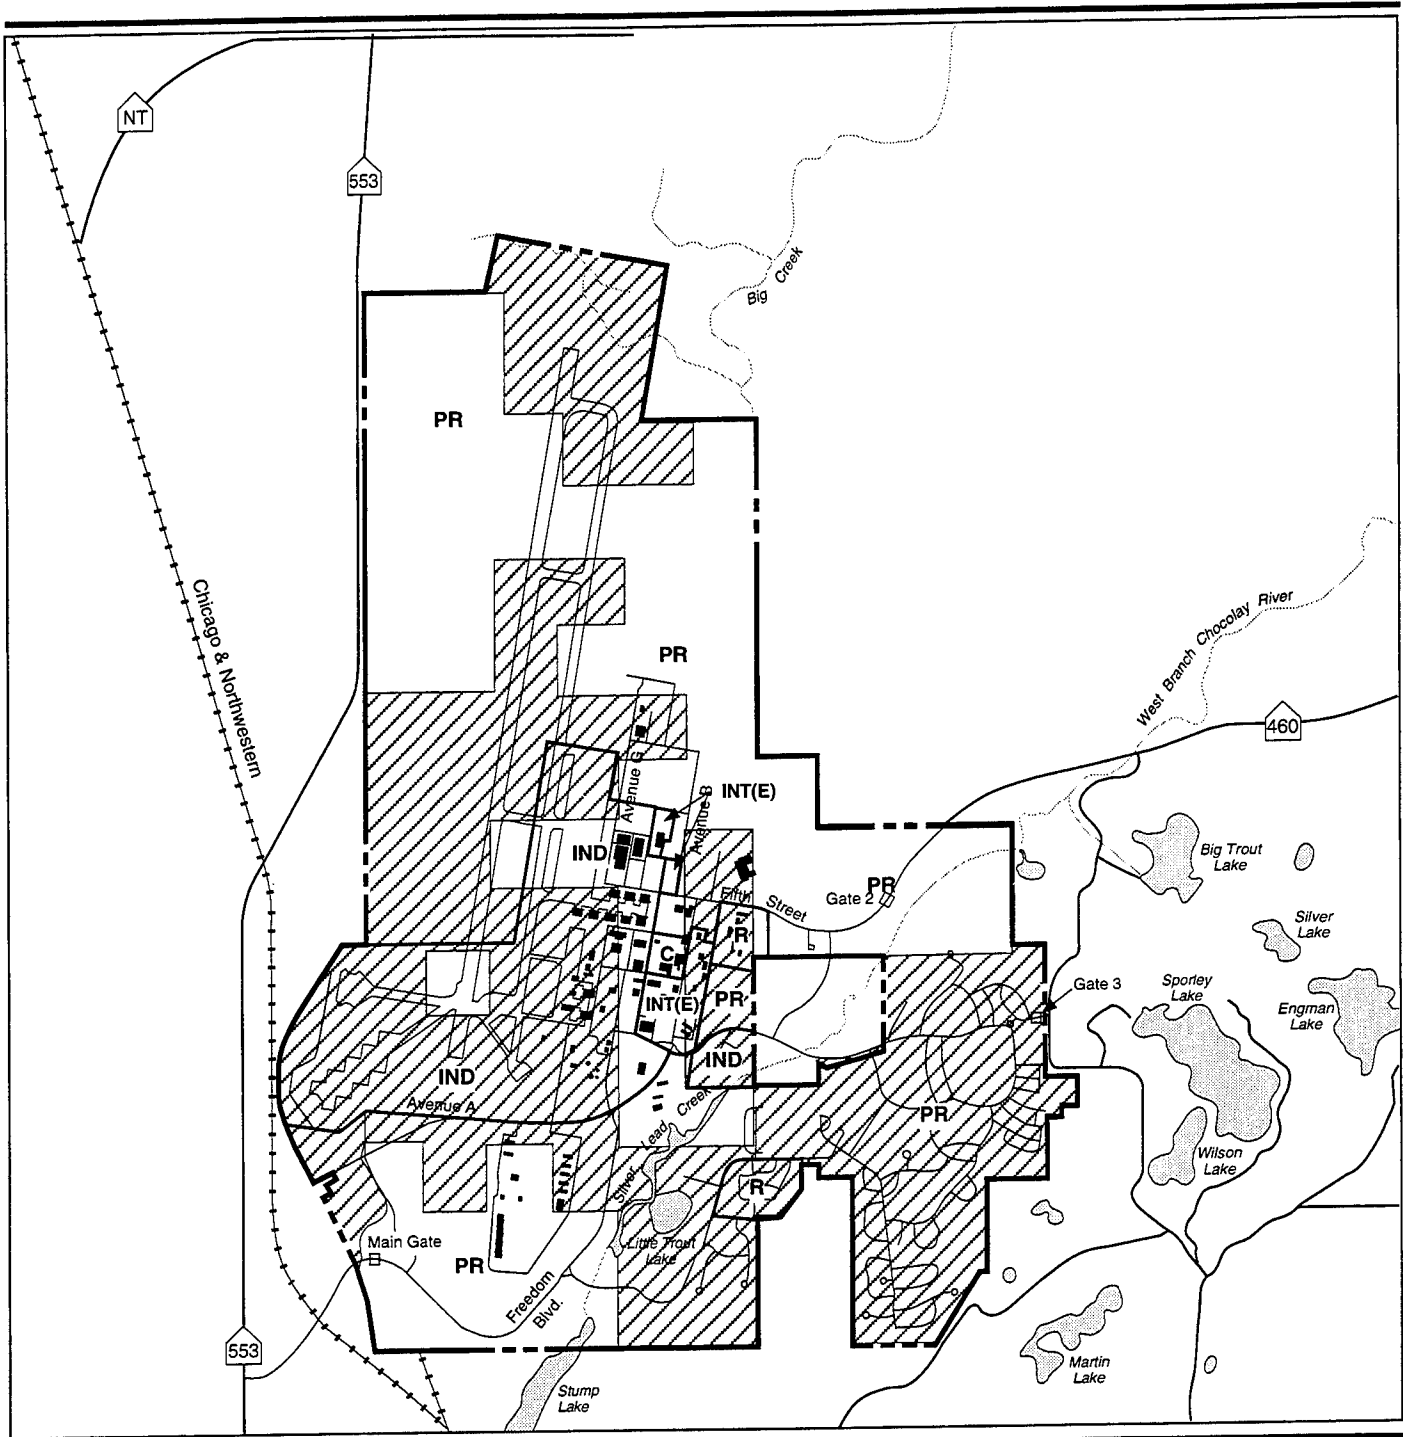 NT
553
Big Creek
PR
Chicago & Northwestern
West Branch Chocolay River
PR
460
Avenue G
Avenue B
INT(E)
IND
Big Trout
Lake
PR
Gate 2
Fifth Street
Silver
Lake
R
C
Gate 3
Sporley
Lake
Engman
Lake
INT(E)
PR
IND
IND
Avenue A
PR
Silver Lead Creek
Wilson
Lake
R
Main Gate
Little Trout
Lake
PR
Freedom
Blvd.
553
Martin
Lake
Stump
Lake